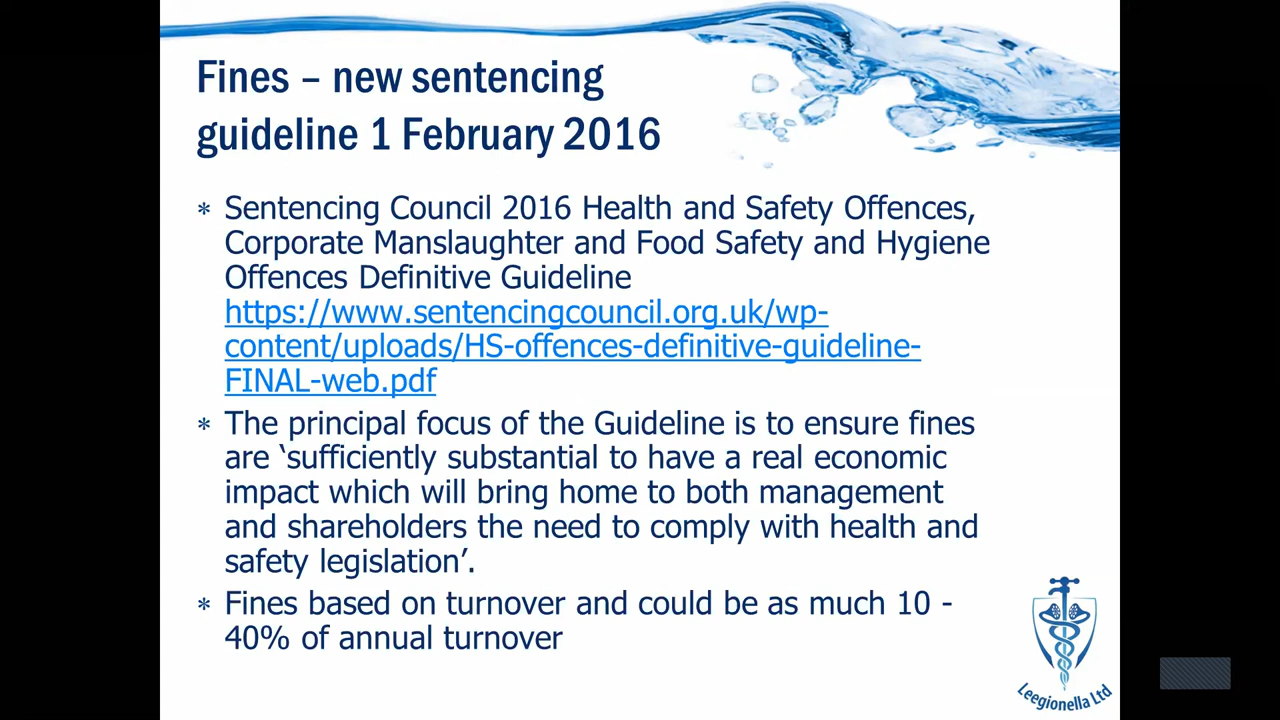 Fines – new sentencing
guideline 1 February 2016
* Sentencing Council 2016 Health and Safety Offences,
Corporate Manslaughter and Food Safety and Hygiene
Offences Definitive Guideline
https://www.sentencingcouncil.org.uk/wp-
content/uploads/HS-offences-definitive-guideline-
FINAL-web.pdf
* The principal focus of the Guideline is to ensure fines
are ‘sufficiently substantial to have a real economic
impact which will bring home to both management
and shareholders the need to comply with health and
safety legislation’.
* Fines based on turnover and could be as much 10 -
40% of annual turnover
Leegionella Ltd